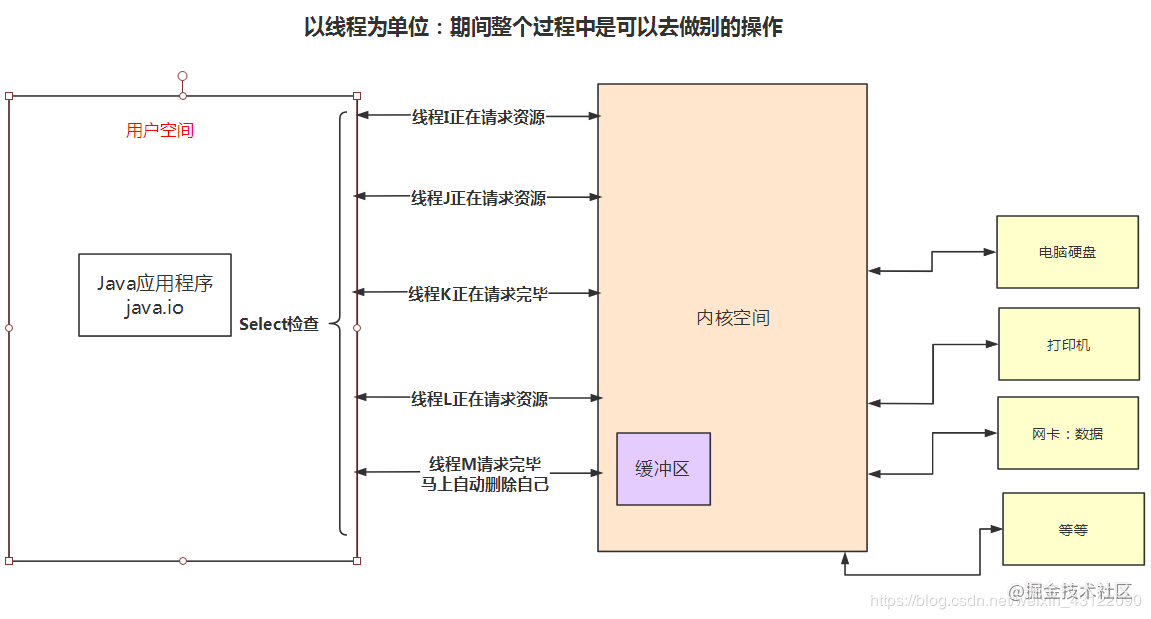 以线程为单位：期间整个过程中是可以去做别的操作
用户空间
Java应用程序
java.io
Select检查
线程I正在请求资源
线程J正在请求资源
线程K正在请求完毕
线程L正在请求资源
线程M请求完毕
马上自动删除自己
内核空间
缓冲区
电脑硬盘
打印机
网卡：数据
等等
@掘金技术社区
https://blog.csdn.net/weixin_43122090